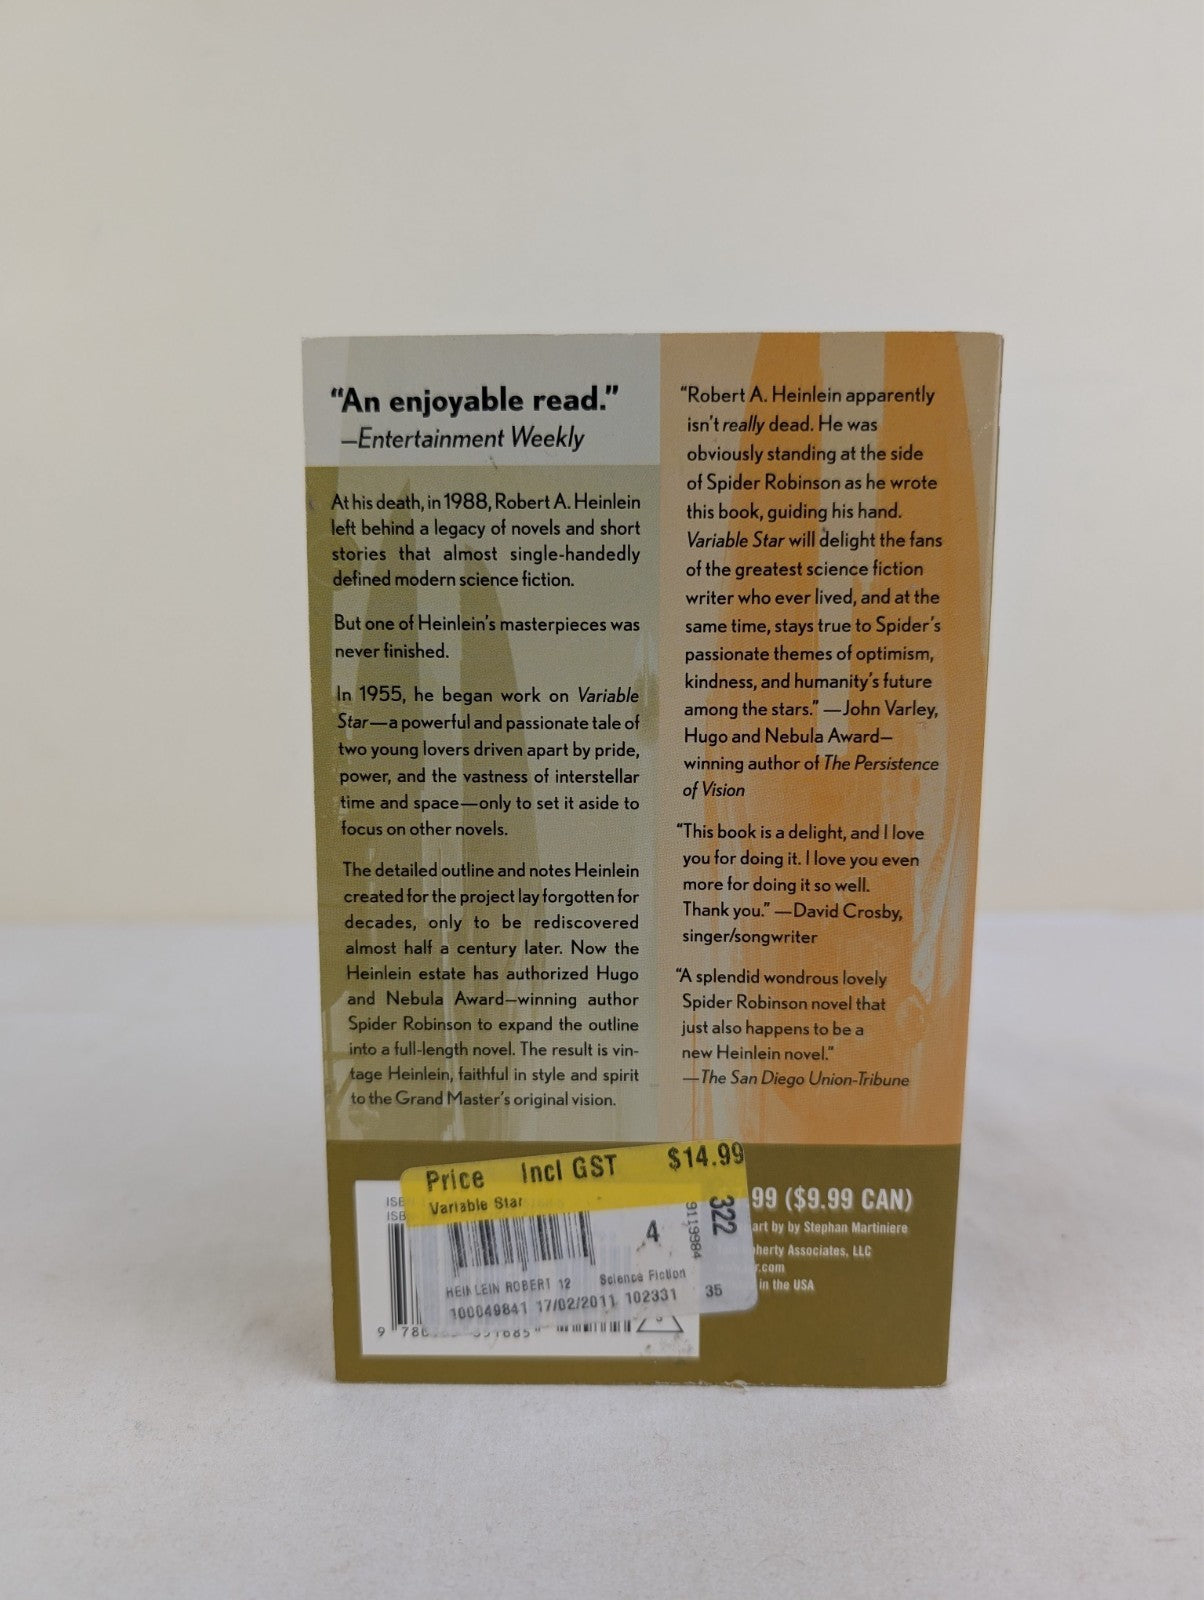 “An enjoyable read.”
—Entertainment Weekly
At his death, in 1988, Robert A. Heinlein
left behind a legacy of novels and short
stories that almost single-handedly
defined modern science fiction.
But one of Heinlein’s masterpieces was
never finished.
In 1955, he began work on Variable
Star—a powerful and passionate tale of
two young lovers driven apart by pride,
power, and the vastness of interstellar
time and space—only to set it aside to
focus on other novels.
The detailed outline and notes Heinlein
created for the project lay forgotten for
decades, only to be rediscovered
almost half a century later. Now the
Heinlein estate has authorized Hugo
and Nebula Award–winning author
Spider Robinson to expand the outline
into a full-length novel. The result is vin-
tage Heinlein, faithful in style and spirit
to the Grand Master’s original vision.
“Robert A. Heinlein apparently
isn’t really dead. He was
obviously standing at the side
of Spider Robinson as he wrote
this book, guiding his hand.
Variable Star will delight the fans
of the greatest science fiction
writer who ever lived, and at the
same time, stays true to Spider’s
passionate themes of optimism,
kindness, and humanity’s future
among the stars.” —John Varley,
Hugo and Nebula Award–
winning author of The Persistence
of Vision
“This book is a delight, and I love
you for doing it. I love you even
more for doing it so well.
Thank you.” —David Crosby,
singer/songwriter
“A splendid wondrous lovely
Spider Robinson novel that
just also happens to be a
new Heinlein novel.”
—The San Diego Union-Tribune
Price Incl GST $14.99
Variable Star
4
9119984
322
HEINLEIN ROBERT 12 Science Fiction
100049841 17/02/2011 102331 35
99 ($9.99 CAN)
art by by Stephan Martiniere
Associates, LLC
in the USA